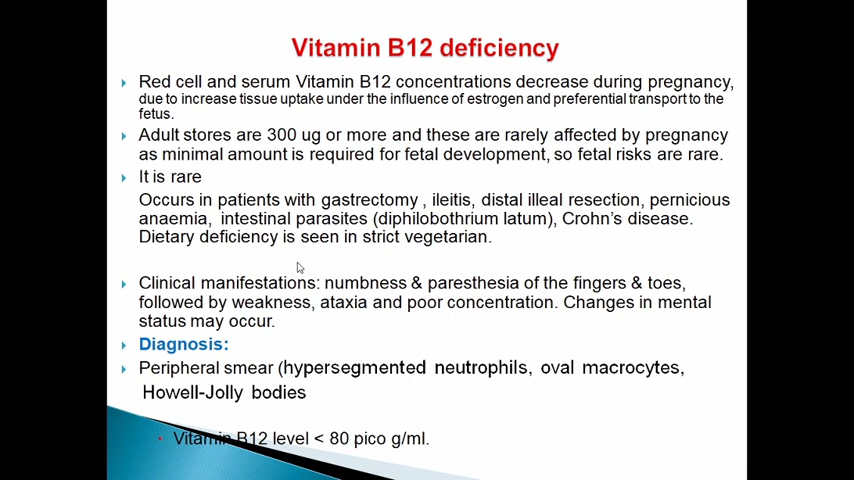 Vitamin B12 deficiency
Red cell and serum Vitamin B12 concentrations decrease during pregnancy,
due to increase tissue uptake under the influence of estrogen and preferential transport to the
fetus.
Adult stores are 300 ug or more and these are rarely affected by pregnancy
as minimal amount is required for fetal development, so fetal risks are rare.
It is rare
Occurs in patients with gastrectomy , ileitis, distal illeal resection, pernicious
anaemia, intestinal parasites (diphilobothrium latum), Crohn's disease.
Dietary deficiency is seen in strict vegetarian.
Clinical manifestations: numbness & paresthesia of the fingers & toes,
followed by weakness, ataxia and poor concentration. Changes in mental
status may occur.
Diagnosis:
Peripheral smear (hypersegmented neutrophils, oval macrocytes,
Howell-Jolly bodies
Vitamin B12 level < 80 pico g/ml.